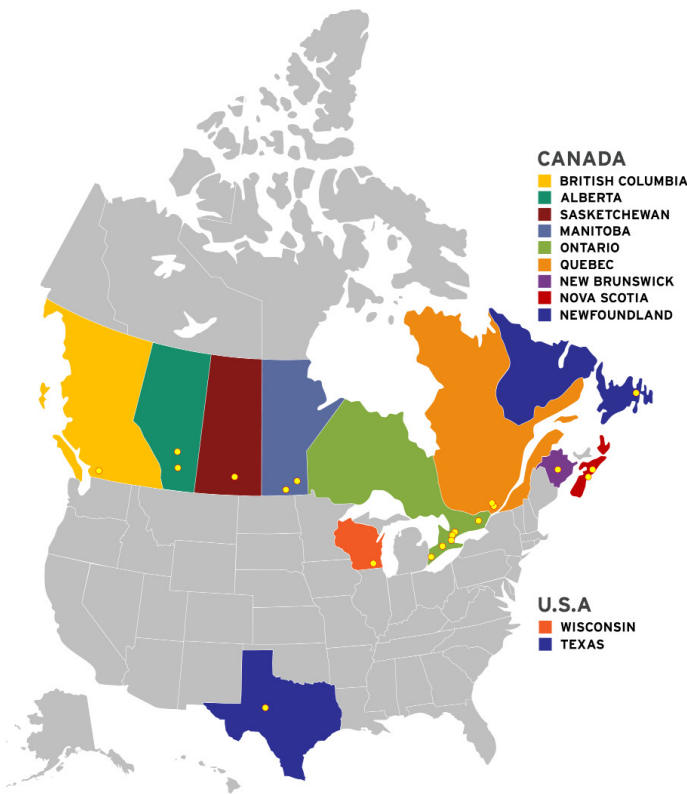 CANADA
BRITISH COLUMBIA
ALBERTA
SASKETCHEWAN
MANITOBA
ONTARIO
QUEBEC
NEW BRUNSWICK
NOVA SCOTIA
NEWFOUNDLAND
U.S.A
WISCONSIN
TEXAS